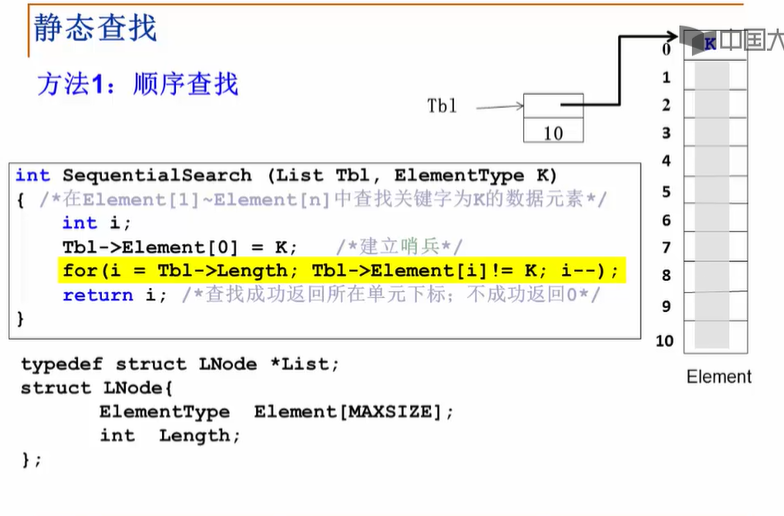 静态查找
方法1：顺序查找
Tbl
10
K
中国大
0
1
2
3
4
5
6
7
8
9
10
Element
int SequentialSearch (List Tbl, ElementType K)
{ /*在Element[1]~Element[n]中查找关键字为K的数据元素*/
int i;
Tbl->Element[0] = K; /*建立哨兵*/
for(i = Tbl->Length; Tbl->Element[i]!= K; i--);
return i; /*查找成功返回所在单元下标；不成功返回0*/
}
typedef struct LNode *List;
struct LNode{
ElementType Element[MAXSIZE];
int Length;
};